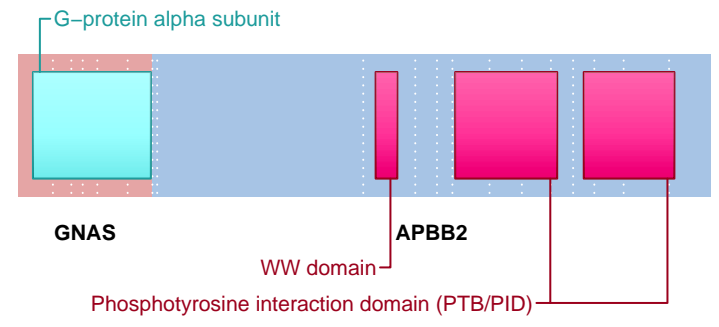 G−protein alpha subunit
GNAS
APBB2
WW domain
Phosphotyrosine interaction domain (PTB/PID)